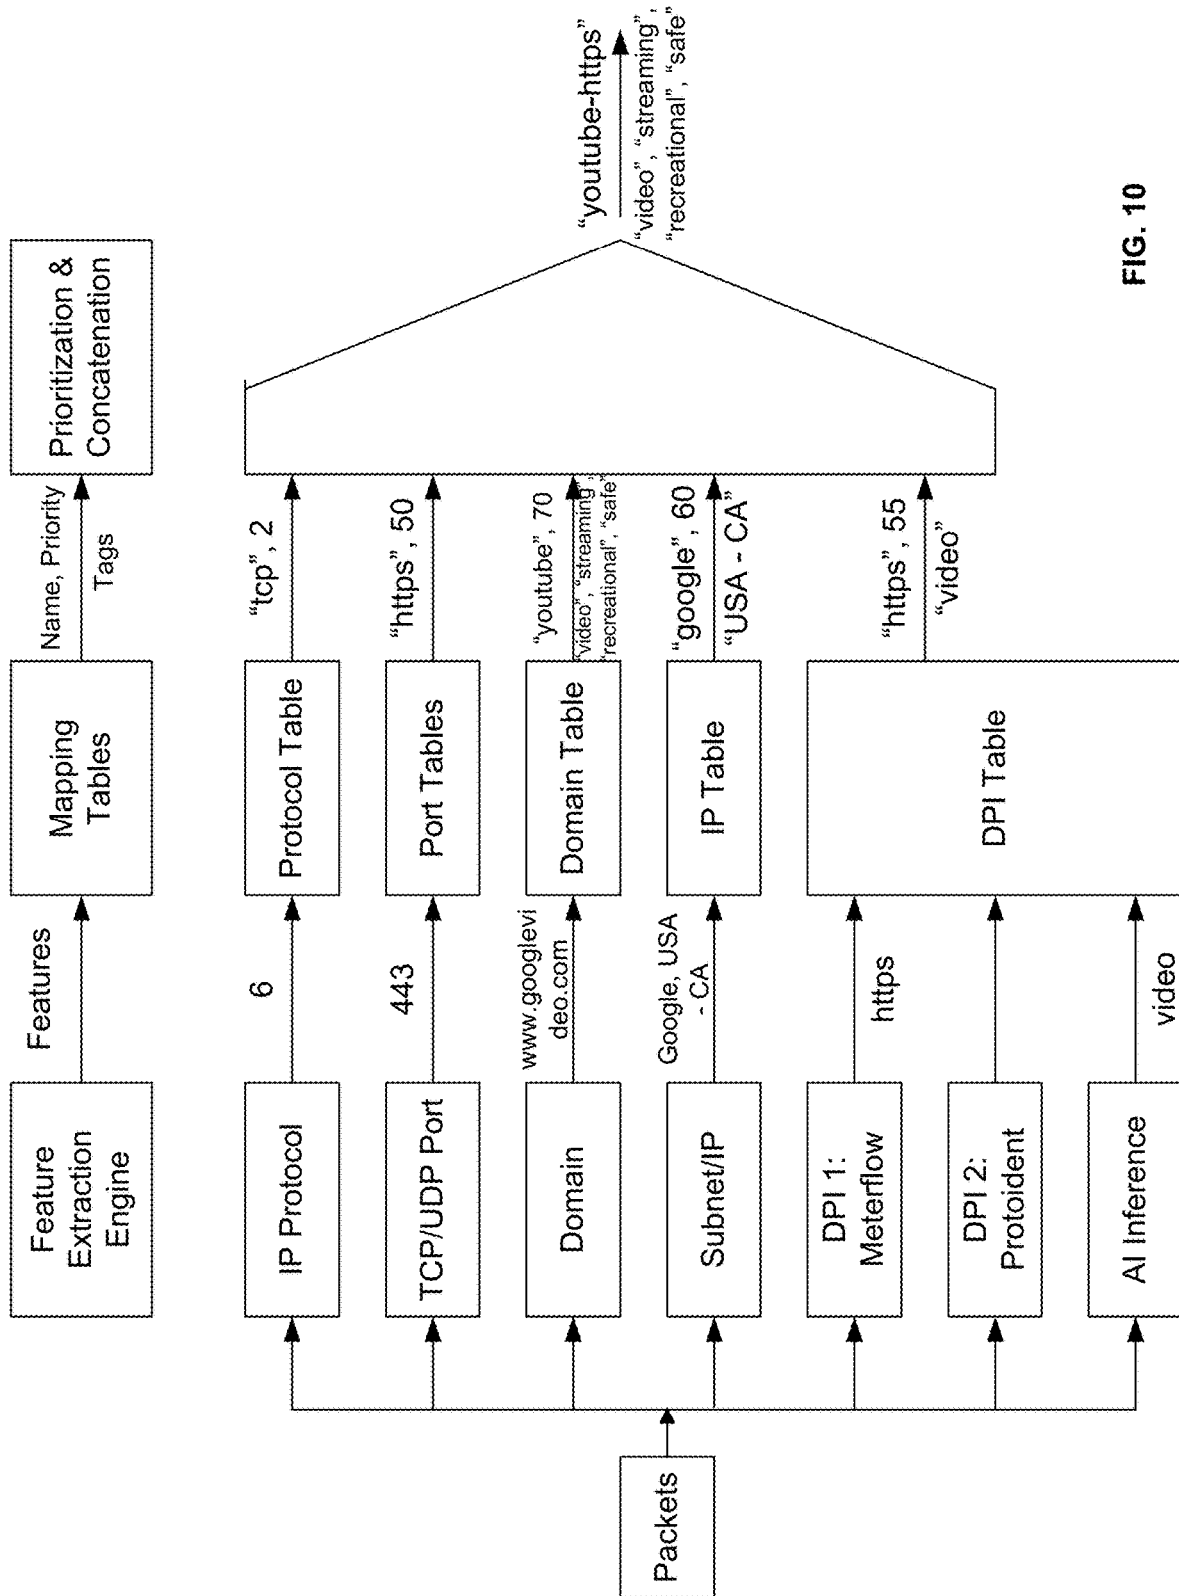 Feature
Extraction
Engine
Features
Mapping
Tables
Name, Priority
Tags
Prioritization &
Concatenation
Packets
IP Protocol
6
Protocol Table
“tcp”, 2
TCP/UDP Port
443
Port Tables
“https”, 50
Domain
www.googlevi
deo.com
Domain Table
“youtube”, 70
“video”, “streaming”,
“recreational”, “safe”
Subnet/IP
Google, USA
- CA
IP Table
“google”, 60
“USA - CA”
DPI 1:
Meterflow
https
DPI 2:
Protoident
AI Inference
video
DPI Table
“https”, 55
“video”
“youtube-https”
“video”, “streaming”,
“recreational”, “safe”
FIG. 10